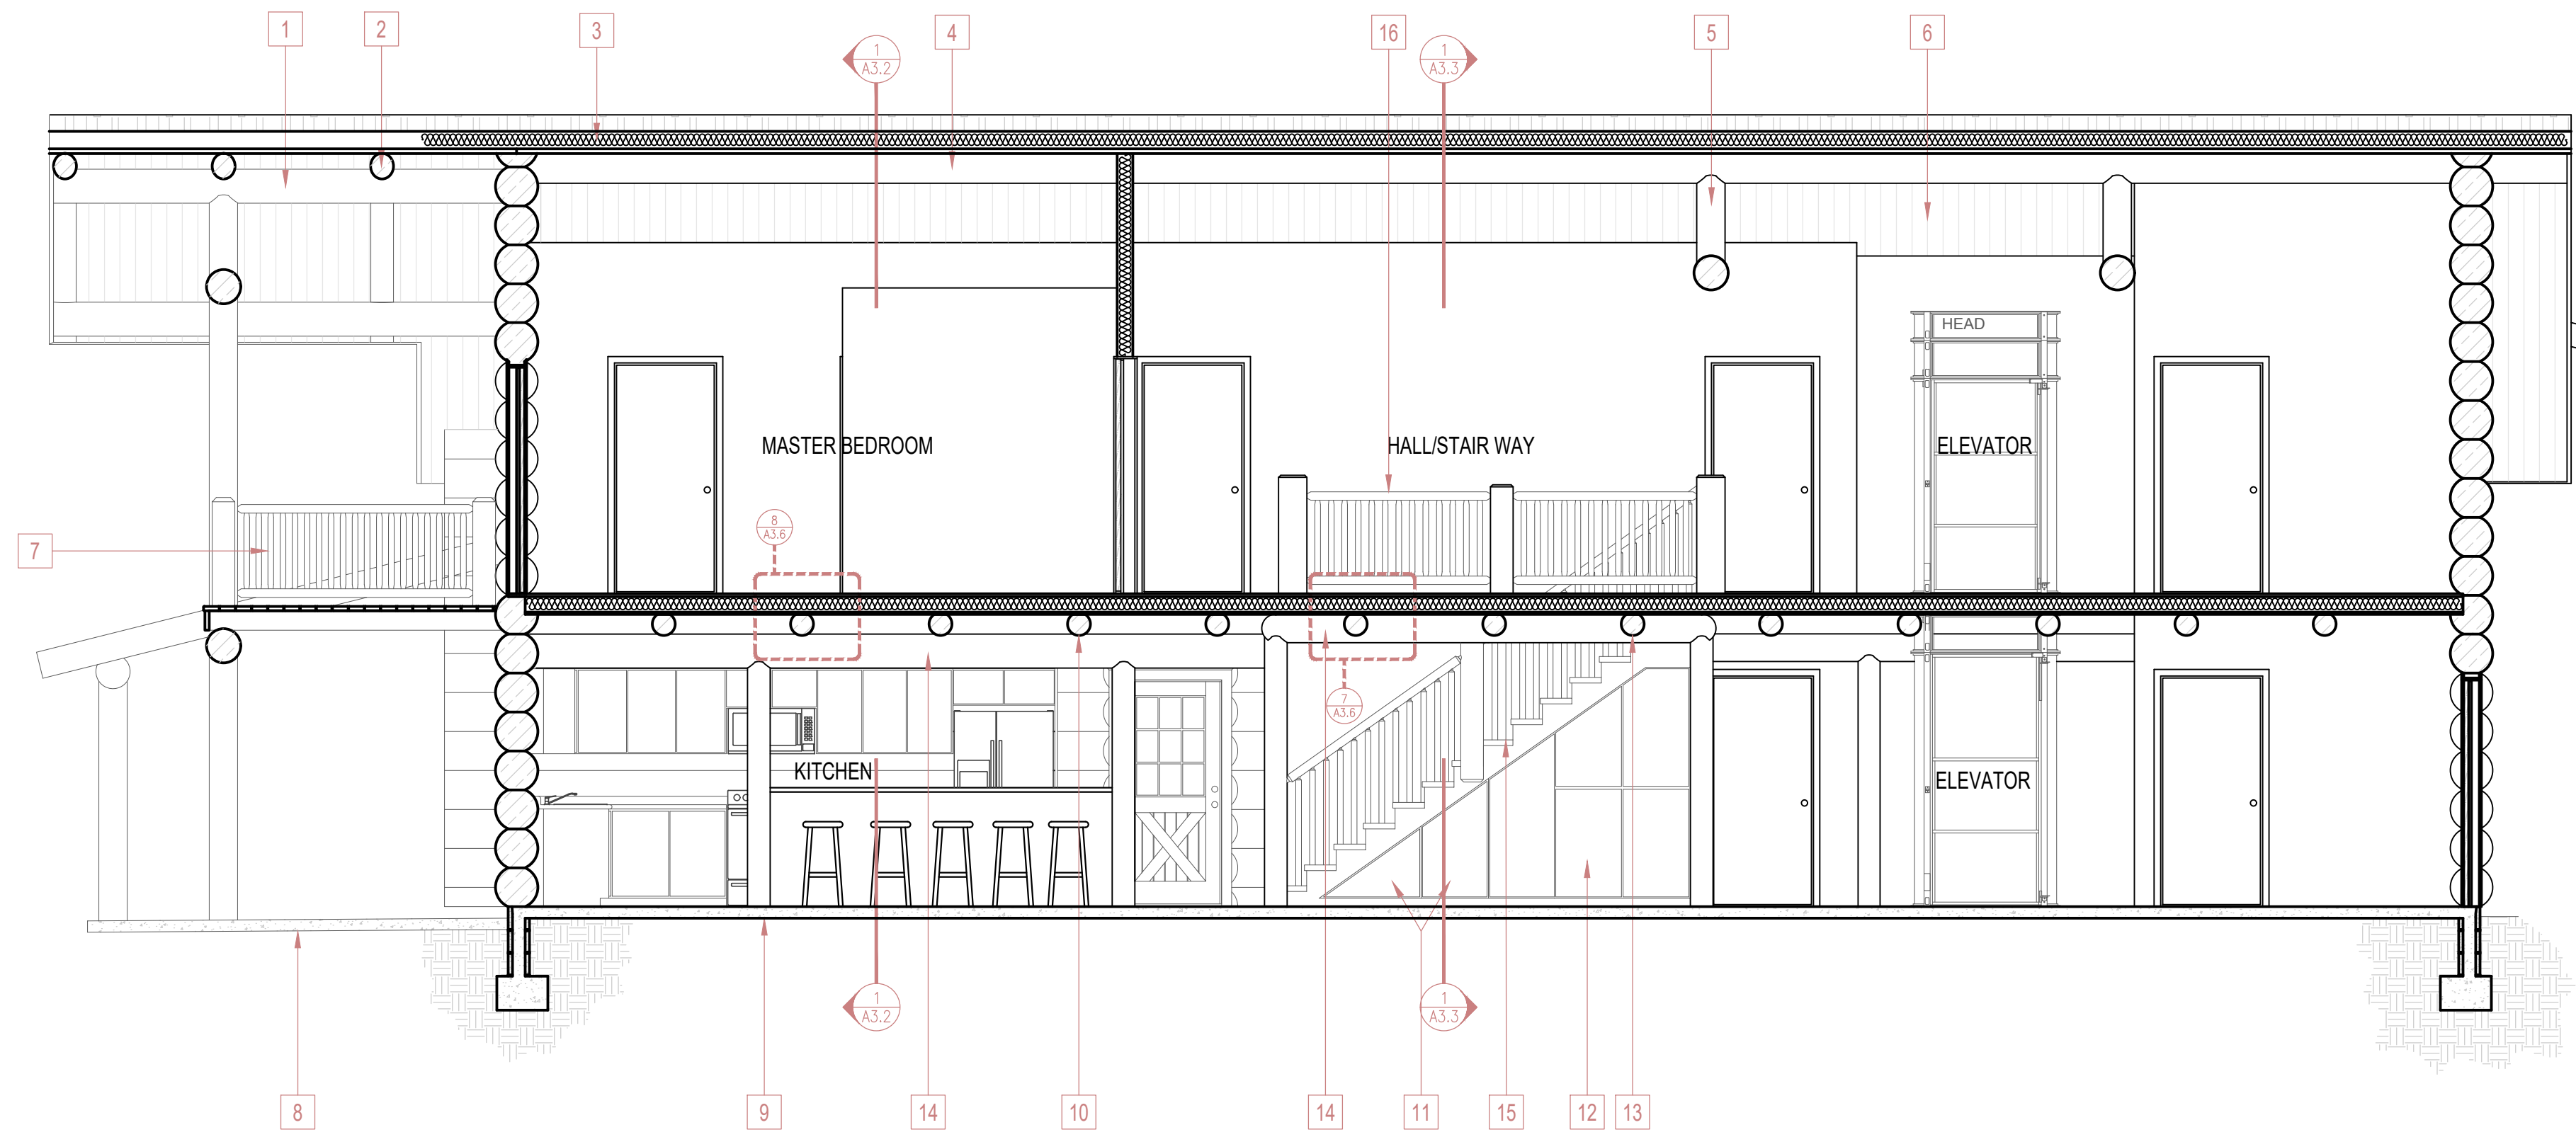 1
2
3
1
A3.2
4
16
1
A3.3
5
6
HEAD
MASTER BEDROOM
HALL/STAIR WAY
ELEVATOR
8
A3.6
7
7
A3.6
KITCHEN
ELEVATOR
1
A3.2
1
A3.3
8
9
14
10
14
11
15
12
13